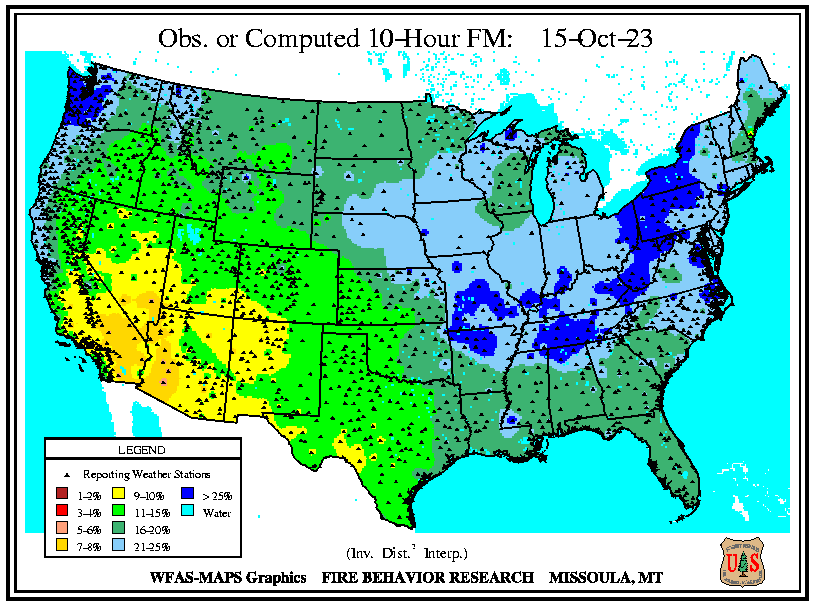 Obs. or Computed 10-Hour FM: 15-Oct-23
LEGEND
Reporting Weather Stations
1-2% 9-10% > 25%
3-4% 11-15% Water
5-6% 16-20%
7-8% 21-25%
(Inv. Dist.² Interp.)
WFAS-MAPS Graphics FIRE BEHAVIOR RESEARCH MISSOULA, MT
U S